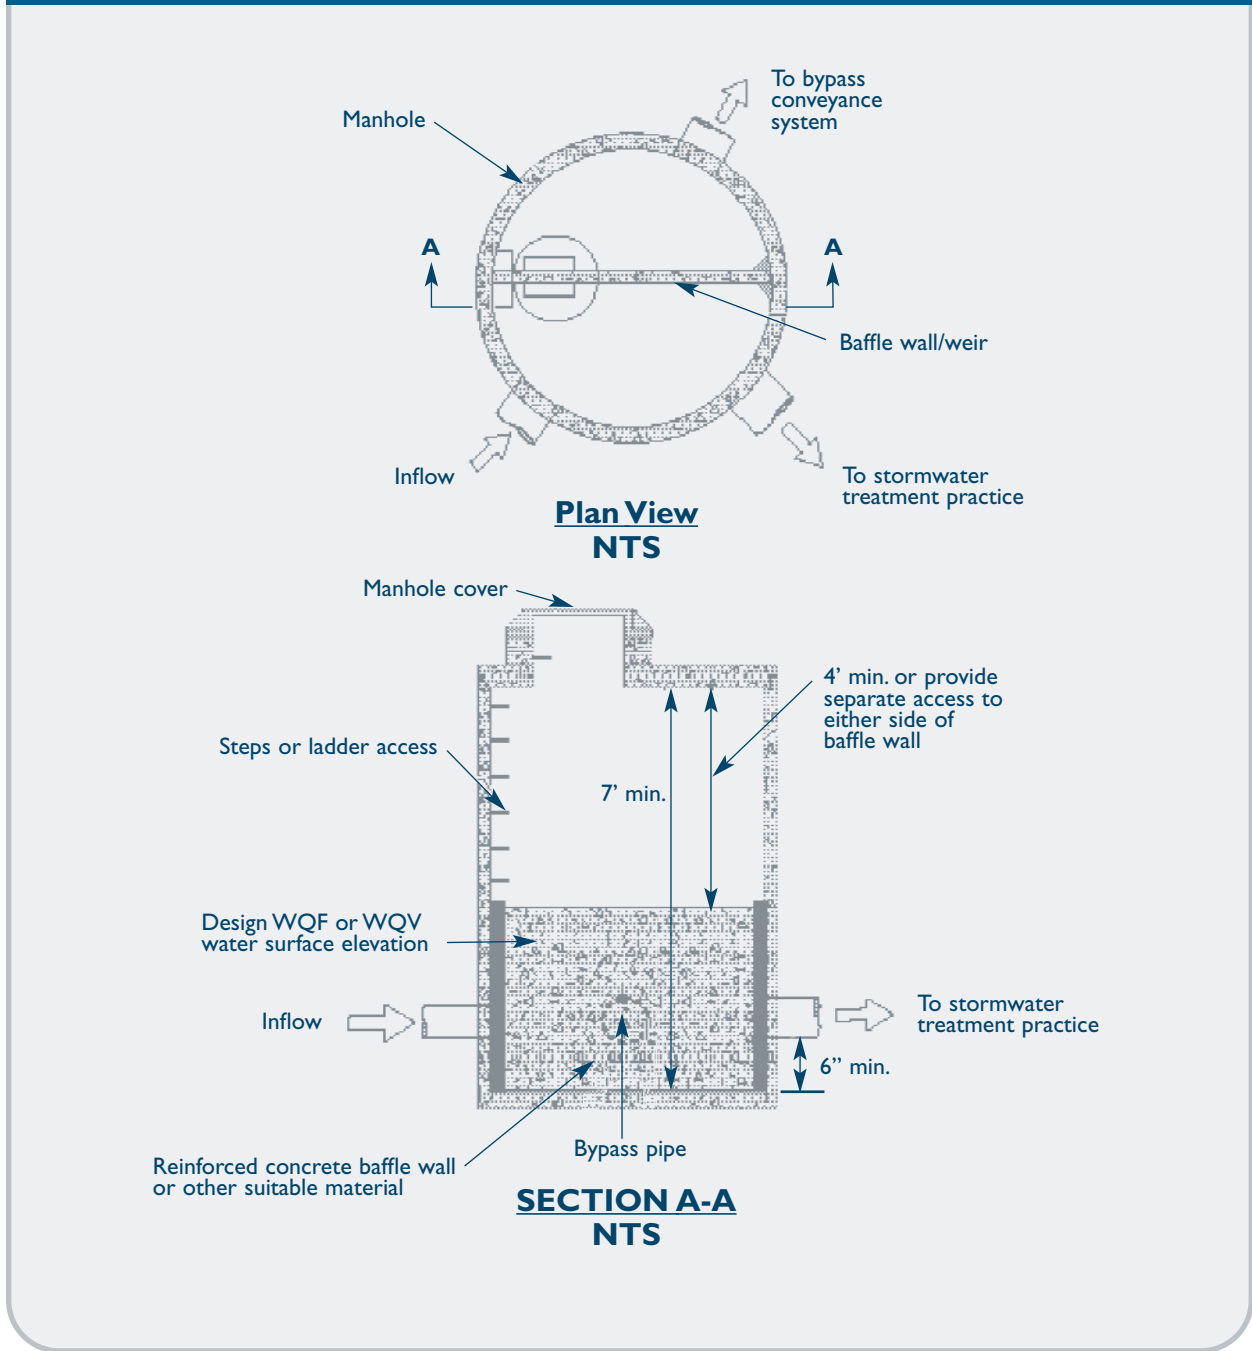 To bypass
conveyance
system
Manhole
A
A
Baffle wall/weir
Inflow
To stormwater
treatment practice
Plan View
NTS
Manhole cover
4’ min. or provide
separate access to
either side of
baffle wall
Steps or ladder access
7’ min.
Design WQF or WQV
water surface elevation
Inflow
To stormwater
treatment practice
6” min.
Bypass pipe
Reinforced concrete baffle wall
or other suitable material
SECTION A-A
NTS